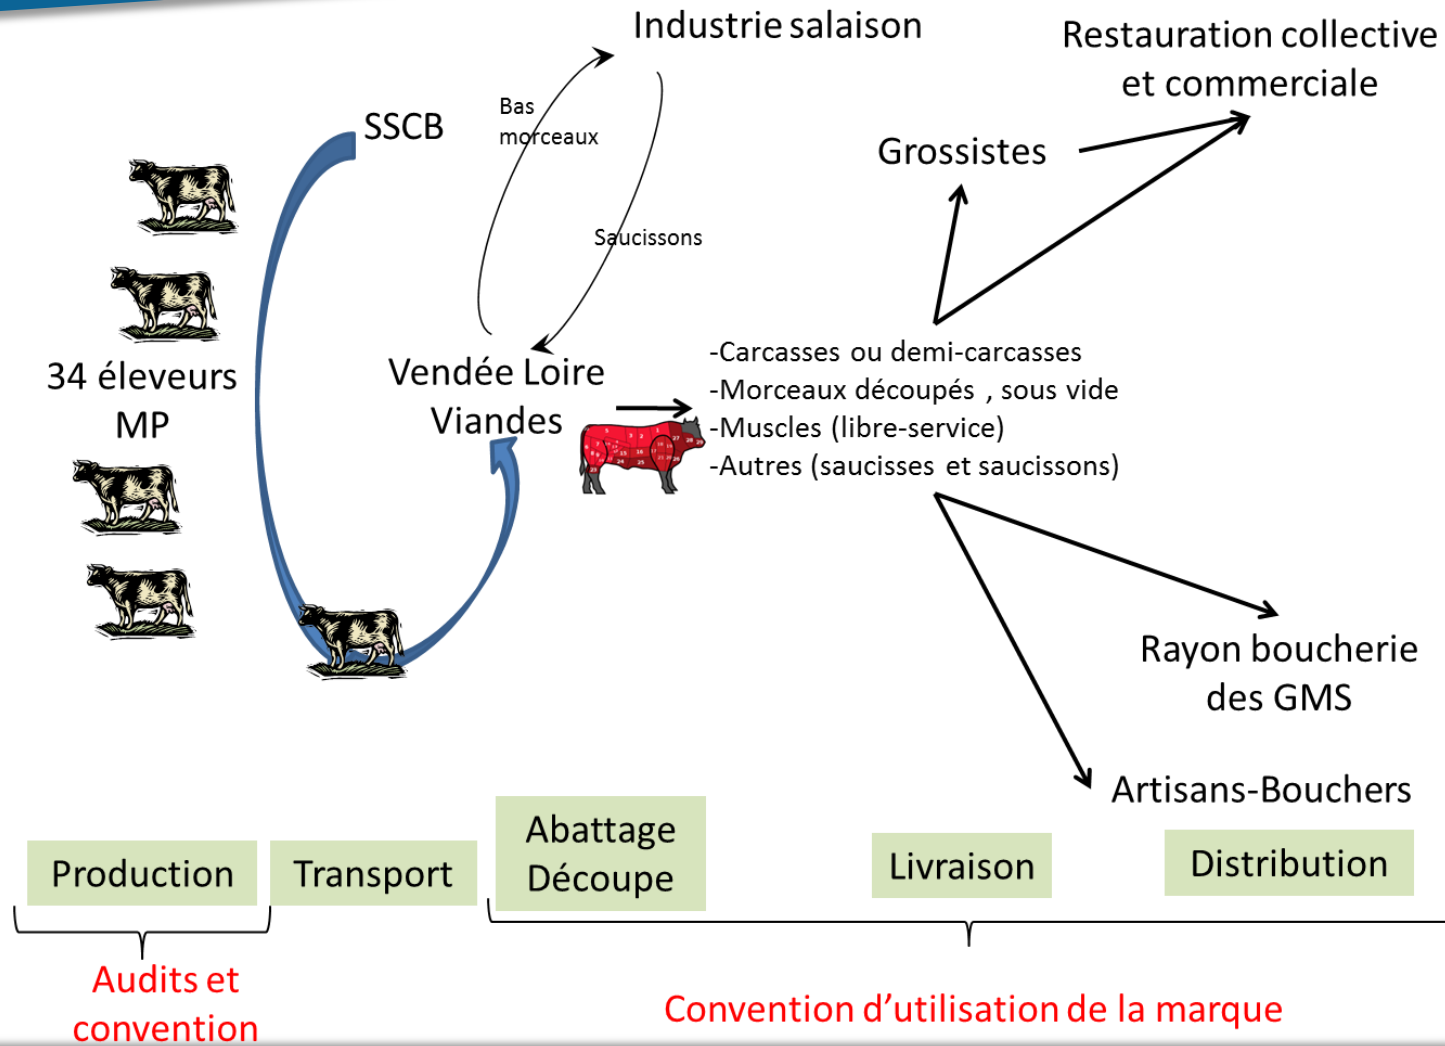 Industrie salaison
Restauration collective
et commerciale
Bas
morceaux
SSCB
Grossistes
Saucissons
34 éleveurs
MP
Vendée Loire
Viandes
-Carcasses ou demi-carcasses
-Morceaux découpés , sous vide
-Muscles (libre-service)
-Autres (saucisses et saucissons)
Rayon boucherie
des GMS
Artisans-Bouchers
Production
Transport
Abattage
Découpe
Livraison
Distribution
Audits et
convention
Convention d’utilisation de la marque